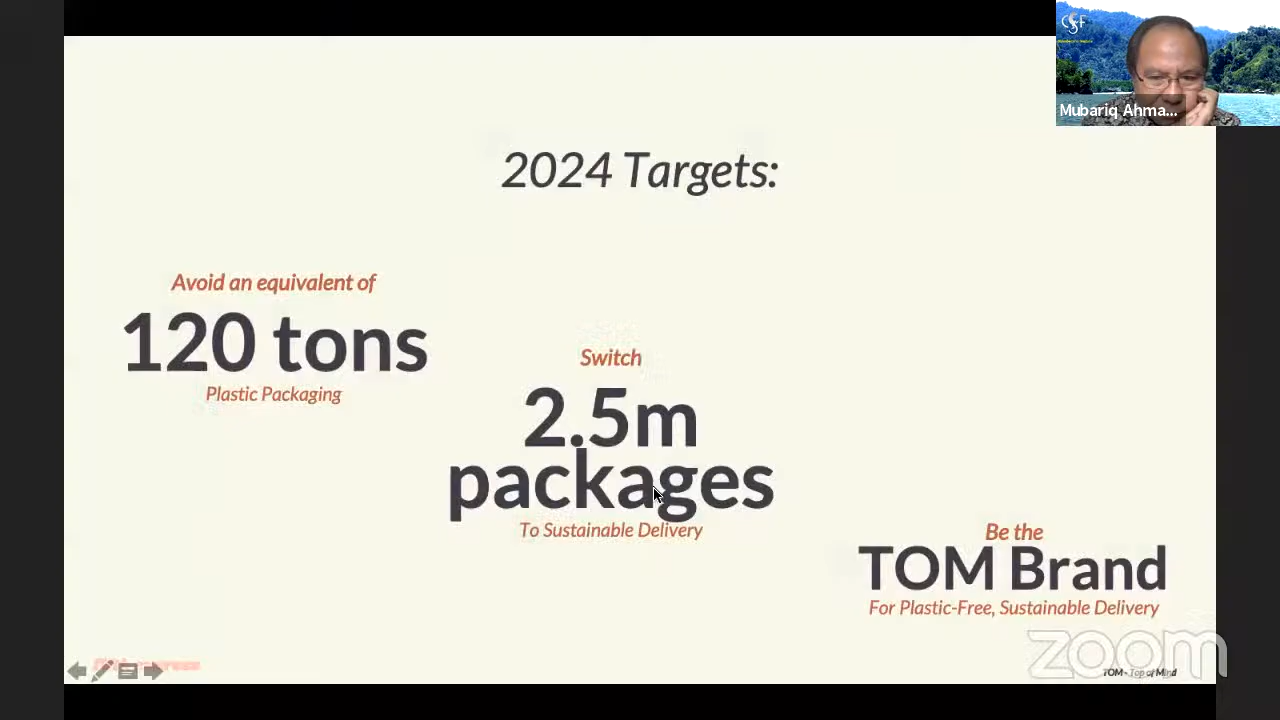 CSF
Mubariq Ahma...
2024 Targets:
Avoid an equivalent of
120 tons
Plastic Packaging
Switch
2.5m
packages
To Sustainable Delivery
Be the
TOM Brand
For Plastic-Free, Sustainable Delivery
zoom
TOM - Top of Mind